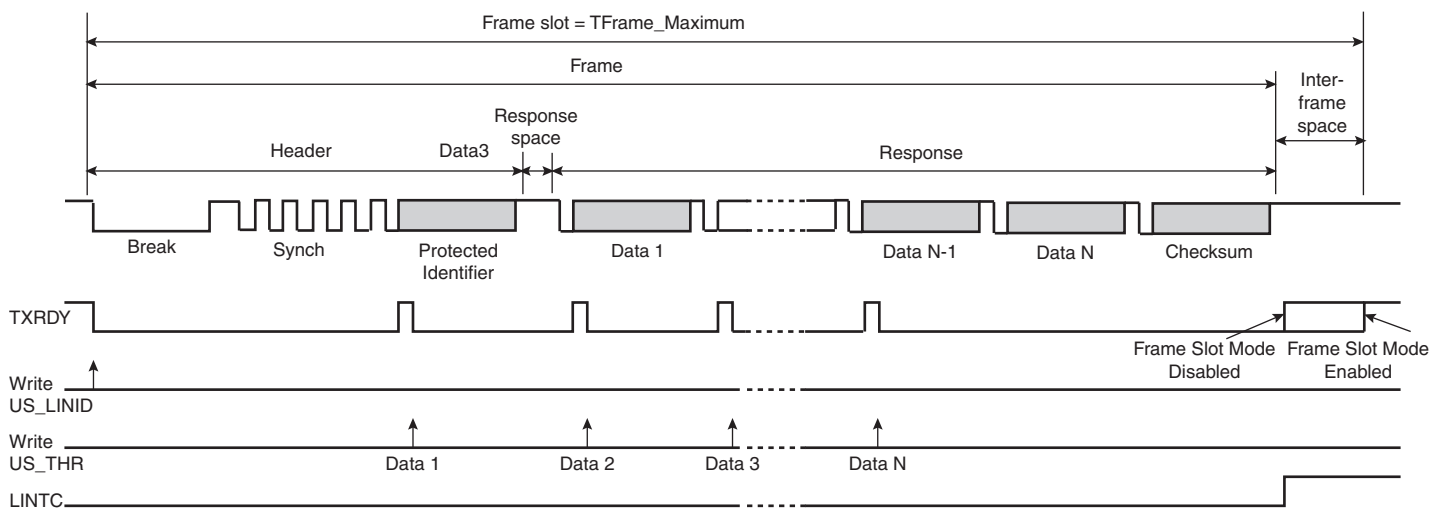 Frame slot = TFrame_Maximum
Frame
Inter-
frame
space
Response
space
Header
Data3
Response
Break
Synch
Protected
Identifier
Data 1
Data N-1
Data N
Checksum
TXRDY
Frame Slot Mode
Disabled
Frame Slot Mode
Enabled
Write
US_LINID
Write
US_THR
Data 1
Data 2
Data 3
Data N
LINTC